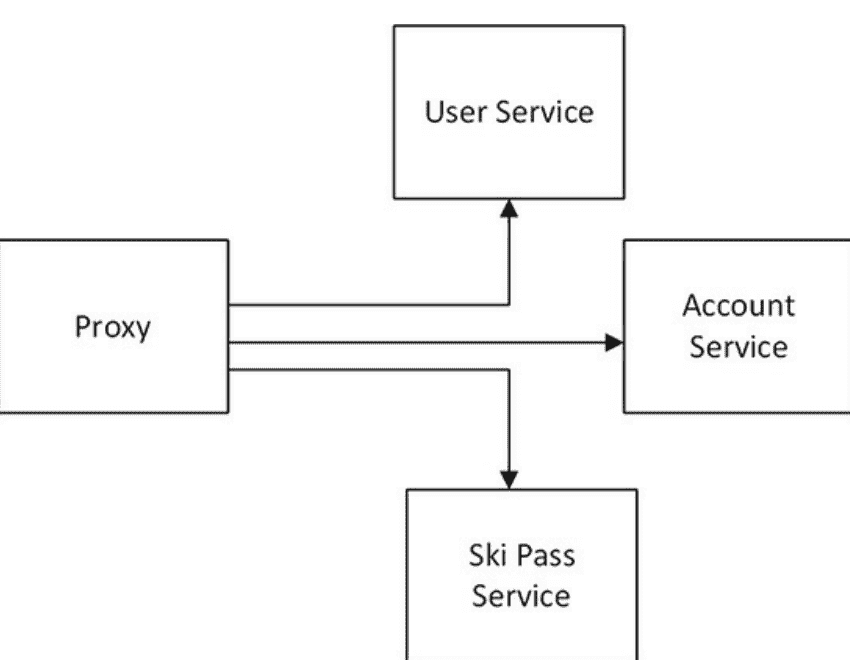 User Service
Proxy
Account
Service
Ski Pass
Service